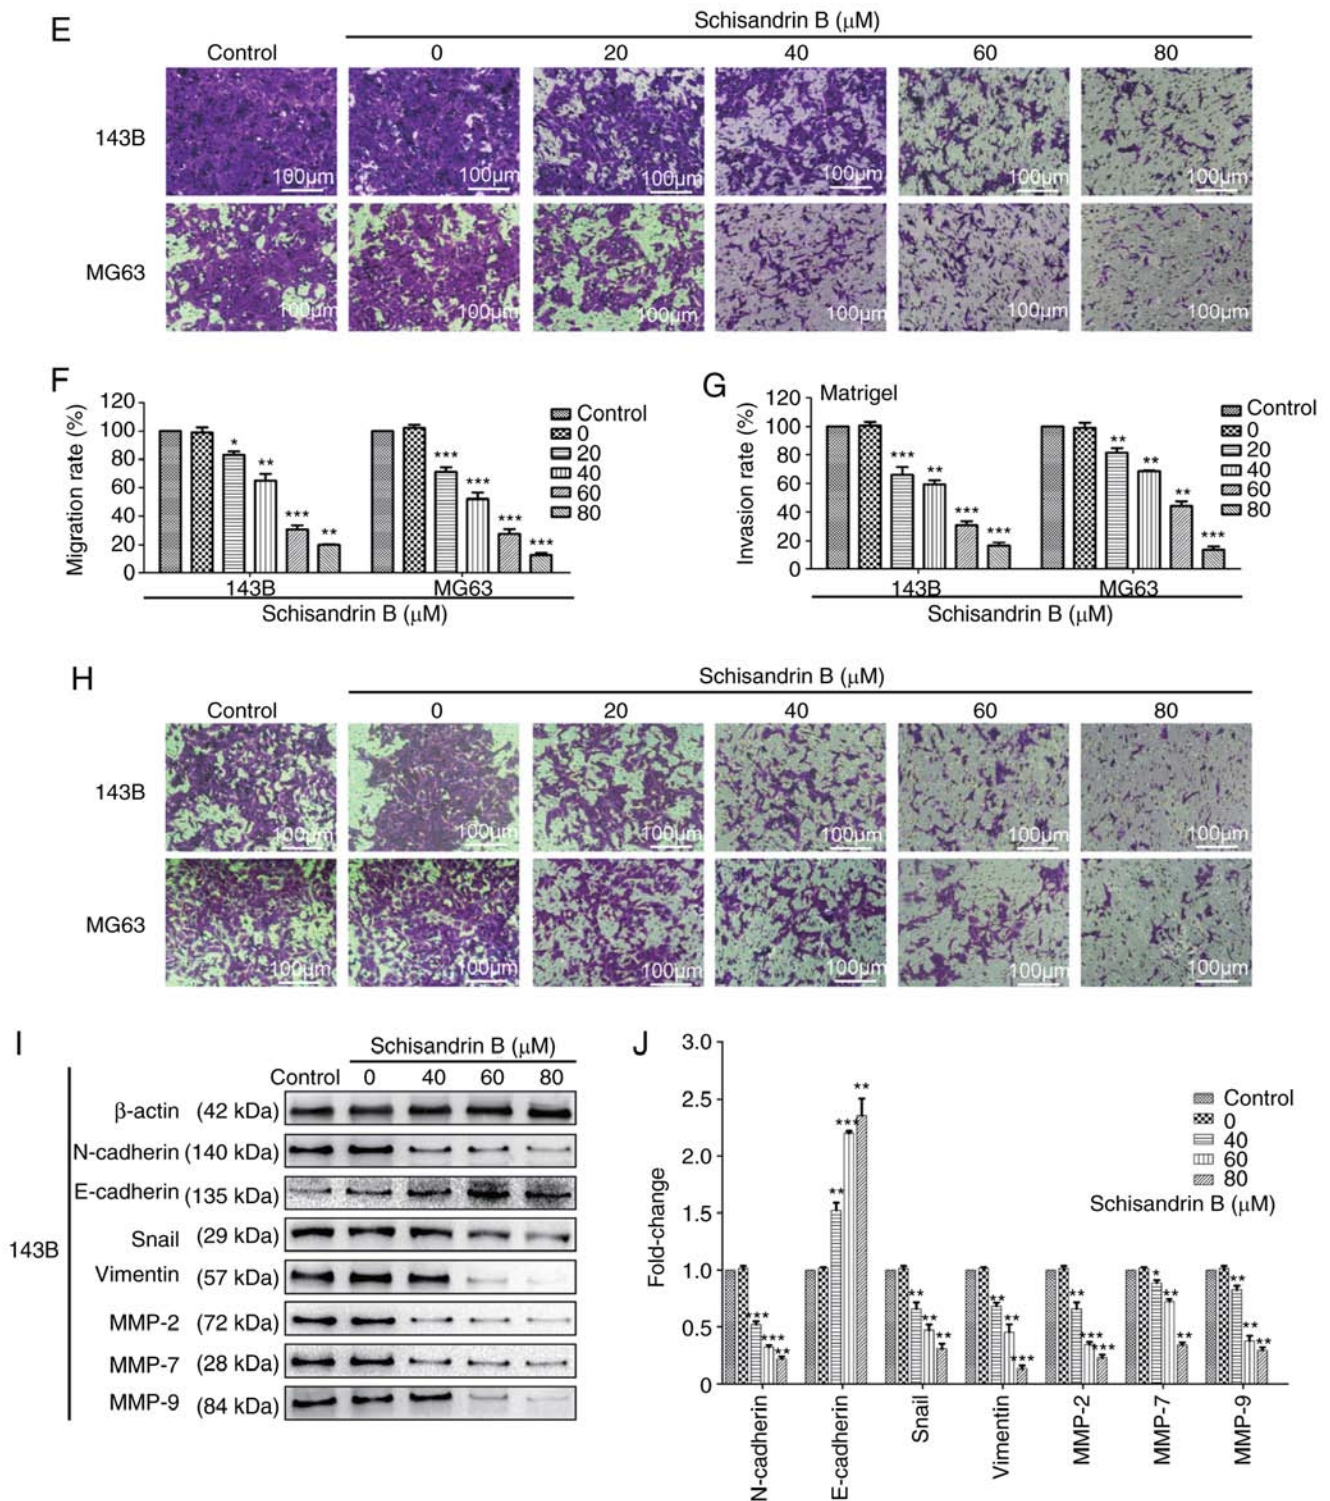 E
Schisandrin B (μM)
Control 0 20 40 60 80
143B
100μm 100μm 100μm 100μm 100μm 100μm
MG63
100μm 100μm 100μm 100μm 100μm 100μm
F
Migration rate (%)
120
100
80
60
40
20
0
* ** *** **
*** *** *** ***
143B MG63
Schisandrin B (μM)
Control
0
20
40
60
80
G
Matrigel
Invasion rate (%)
120
100
80
60
40
20
0
*** ** *** ***
** ** ** ***
143B MG63
Schisandrin B (μM)
Control
0
20
40
60
80
H
Schisandrin B (μM)
Control 0 20 40 60 80
143B
100μm 100μm 100μm 100μm 100μm 100μm
MG63
100μm 100μm 100μm 100μm 100μm 100μm
I
Schisandrin B (μM)
Control 0 40 60 80
143B
β-actin (42 kDa)
N-cadherin (140 kDa)
E-cadherin (135 kDa)
Snail (29 kDa)
Vimentin (57 kDa)
MMP-2 (72 kDa)
MMP-7 (28 kDa)
MMP-9 (84 kDa)
J
Fold-change
3.0
2.5
2.0
1.5
1.0
0.5
0
*** *** **
** *** **
** ** **
** ** ***
** *** ***
* ** **
** ** **
N-cadherin
E-cadherin
Snail
Vimentin
MMP-2
MMP-7
MMP-9
Control
0
40
60
80
Schisandrin B (μM)